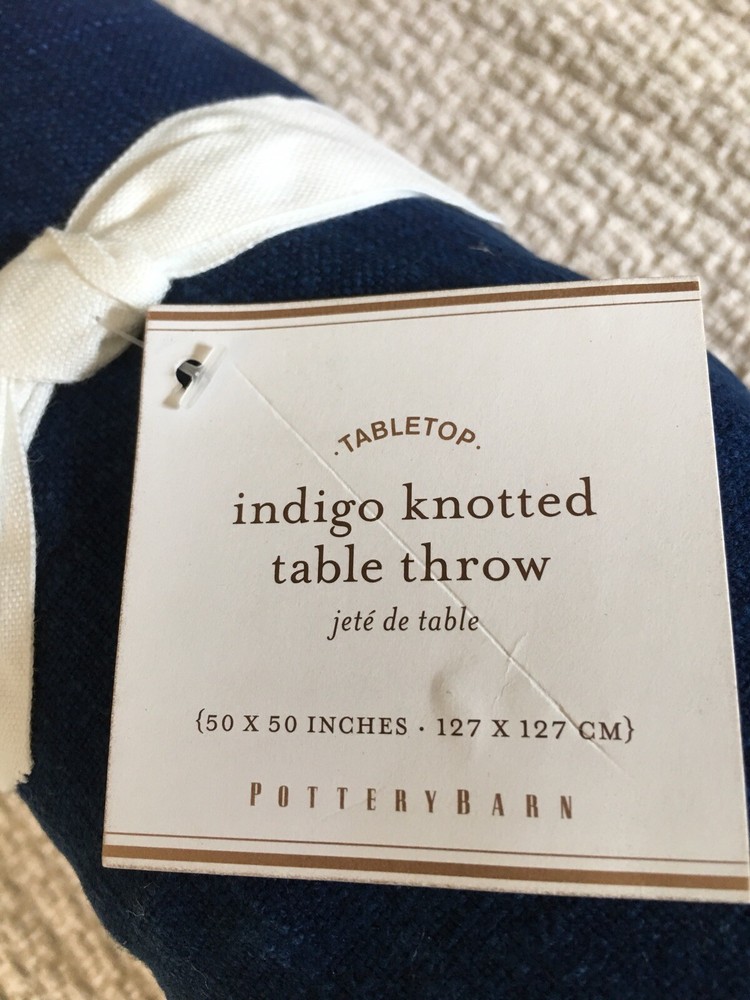 ·TABLETOP·
indigo knotted
table throw
jeté de table
{50 X 50 INCHES · 127 X 127 CM}
POTTERYBARN